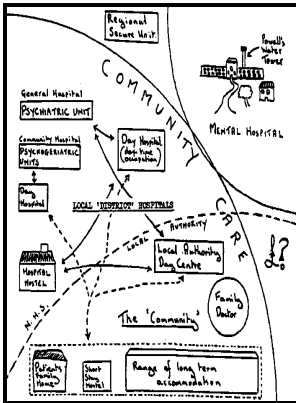 Regional
Secure Unit
Powell's
Water
Tower
MENTAL HOSPITAL
COMMUNITY
CARE
General Hospital
PSYCHIATRIC UNIT
Community Hospital
PSYCHOGERIATRIC
UNITS
Day
Hospital
Day Hospital
(day time
occupation)
LOCAL 'DISTRICT' HOSPITALS
LOCAL AUTHORITY
N.H.S.
HOSPITAL
HOSTEL
Local Authority
Day Centre
£?
Family
Doctor
The 'Community'
Patients
Family
Home
Short
Stay
Hostel
Range of long term
accommodation